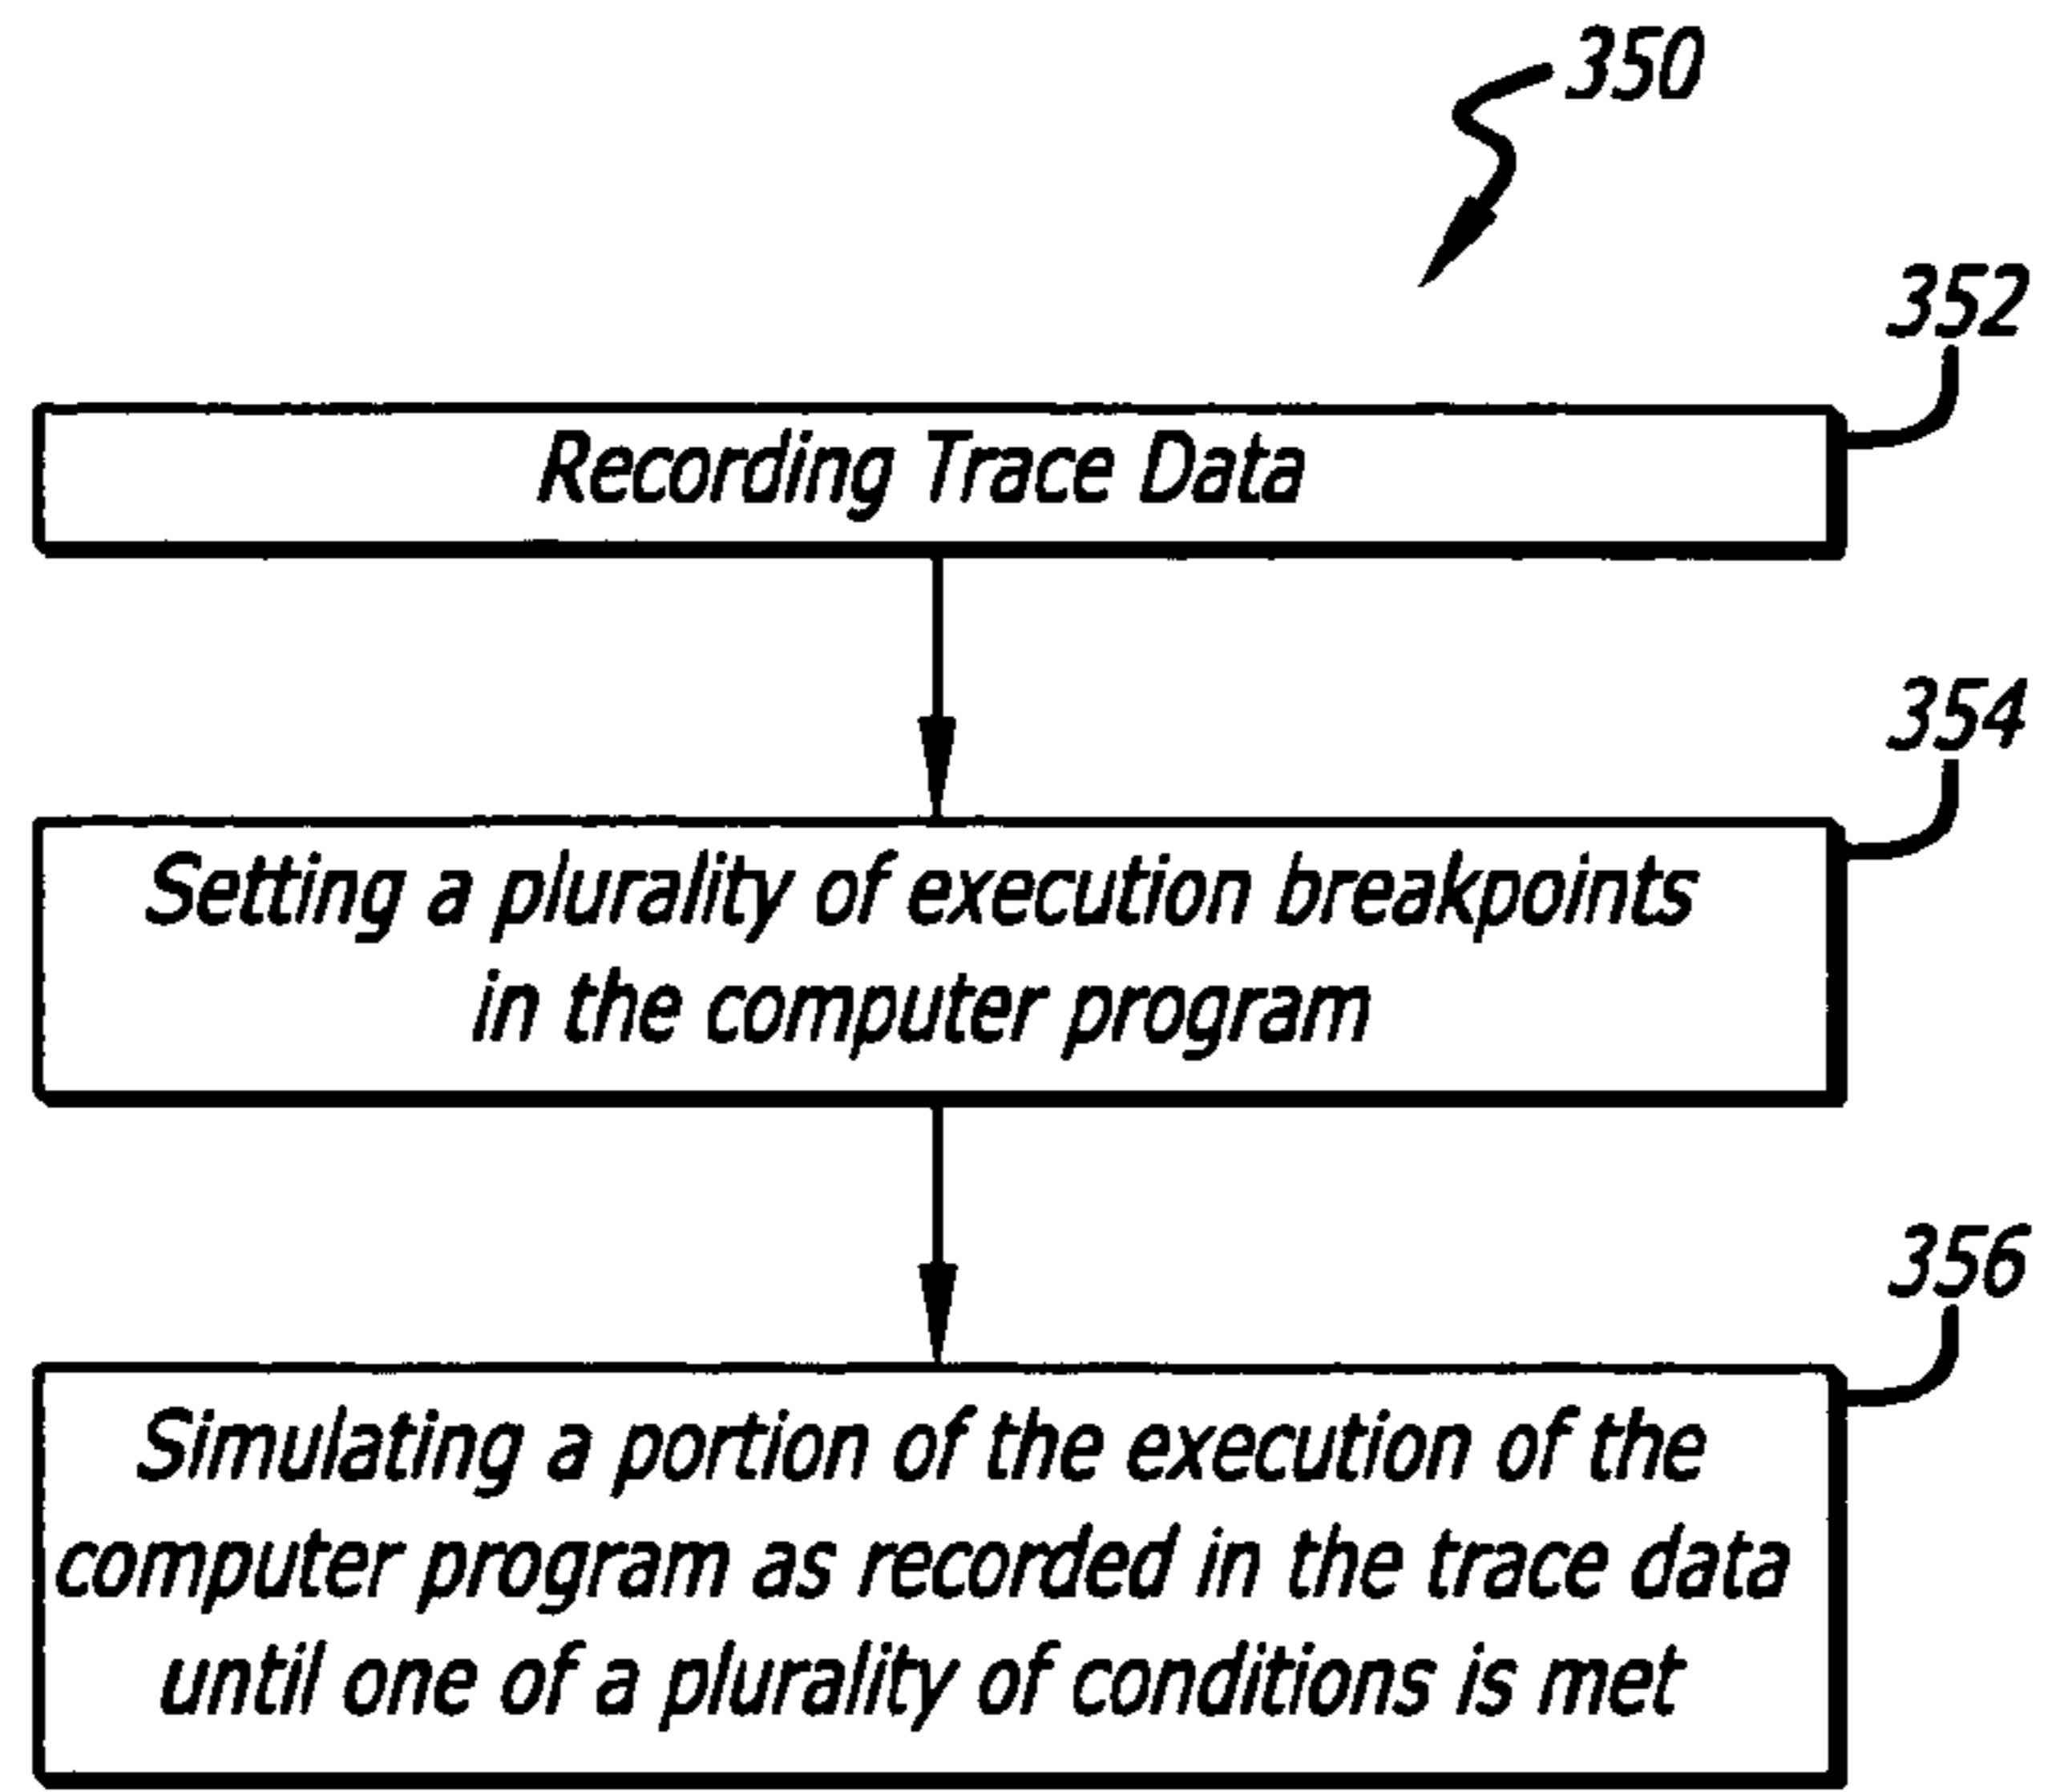 350
352
Recording Trace Data
354
Setting a plurality of execution breakpoints
in the computer program
356
Simulating a portion of the execution of the
computer program as recorded in the trace data
until one of a plurality of conditions is met